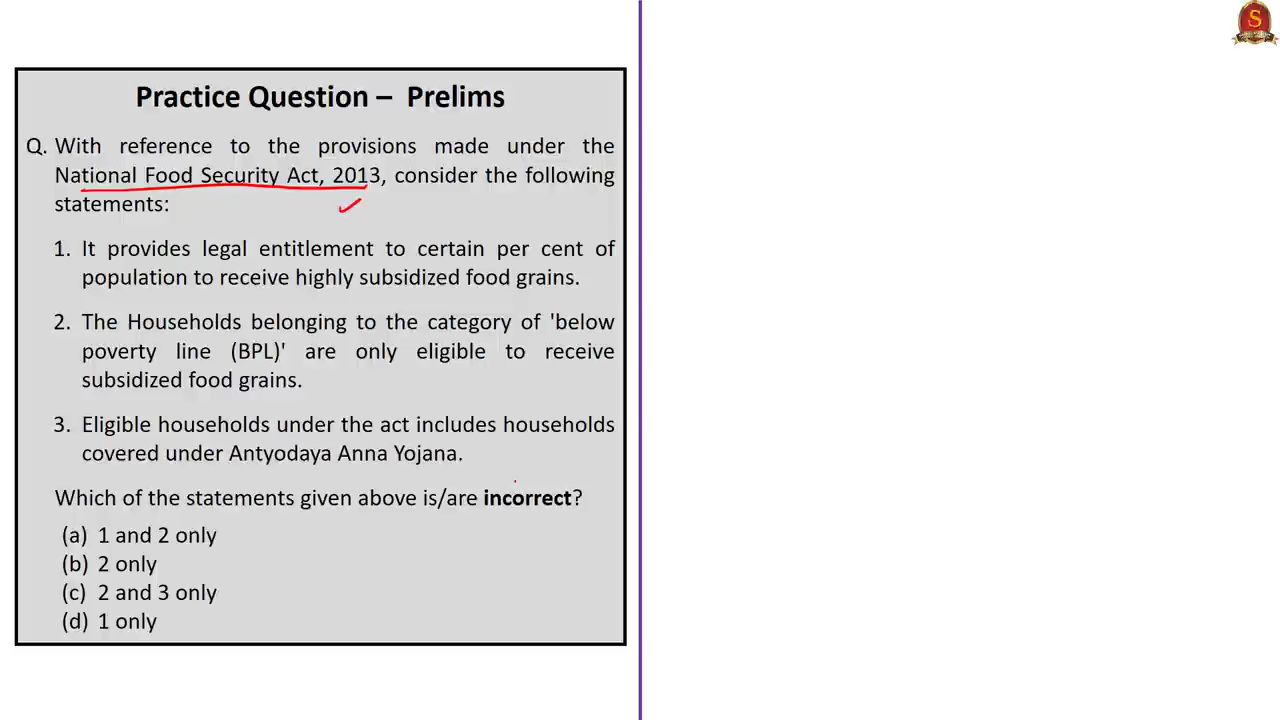 Practice Question – Prelims
Q. With reference to the provisions made under the
National Food Security Act, 2013, consider the following
statements:
1. It provides legal entitlement to certain per cent of
population to receive highly subsidized food grains.
2. The Households belonging to the category of 'below
poverty line (BPL)' are only eligible to receive
subsidized food grains.
3. Eligible households under the act includes households
covered under Antyodaya Anna Yojana.
Which of the statements given above is/are incorrect?
(a) 1 and 2 only
(b) 2 only
(c) 2 and 3 only
(d) 1 only
S